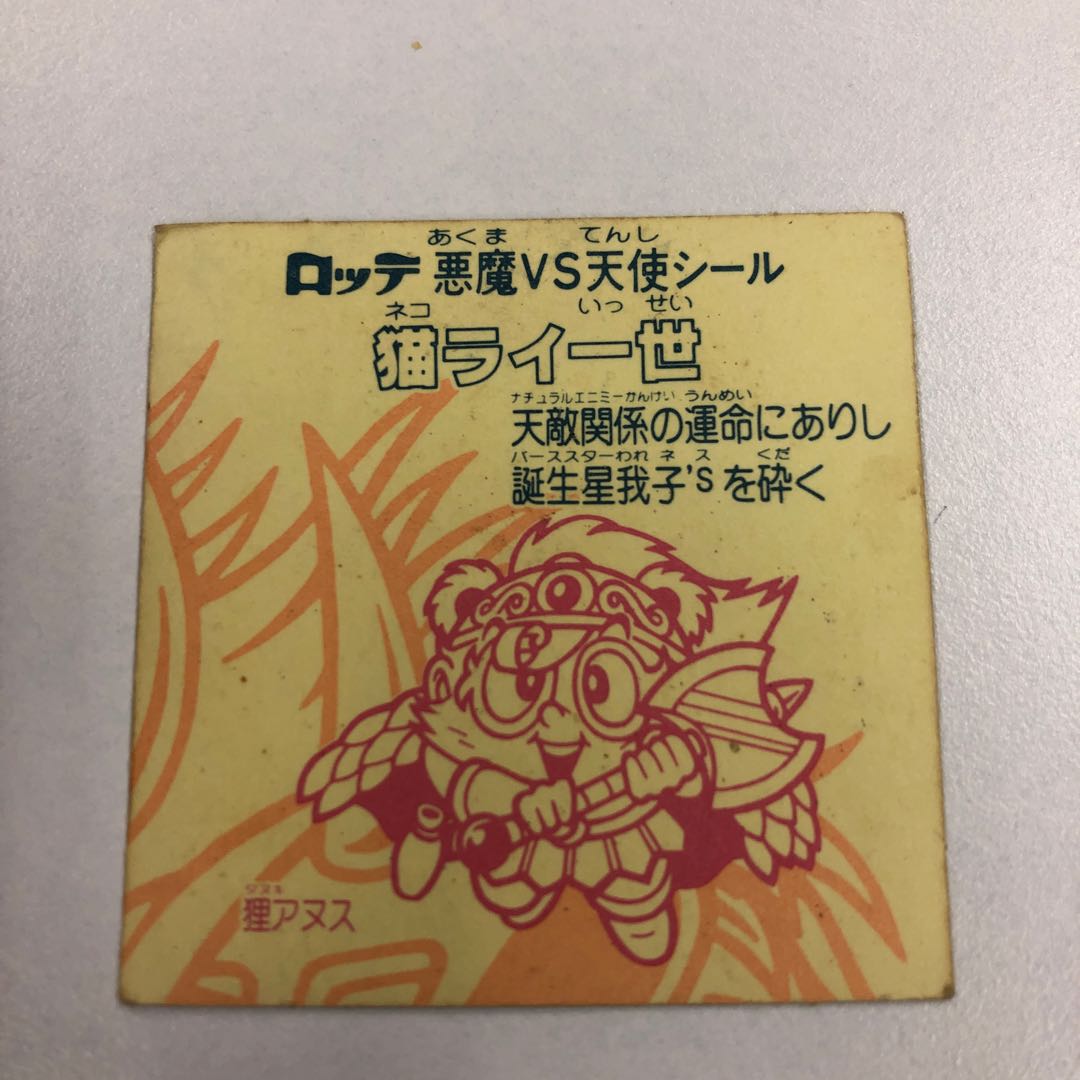 あくま てんし
ロッテ 悪魔VS天使シール
ネコ いっ せい
猫ライ一世
ナチュラルエニミーかんけい うんめい
天敵関係の運命にありし
バーススターわれ ネ ス くだ
誕生星我子'sを砕く
タヌキ
狸アヌス